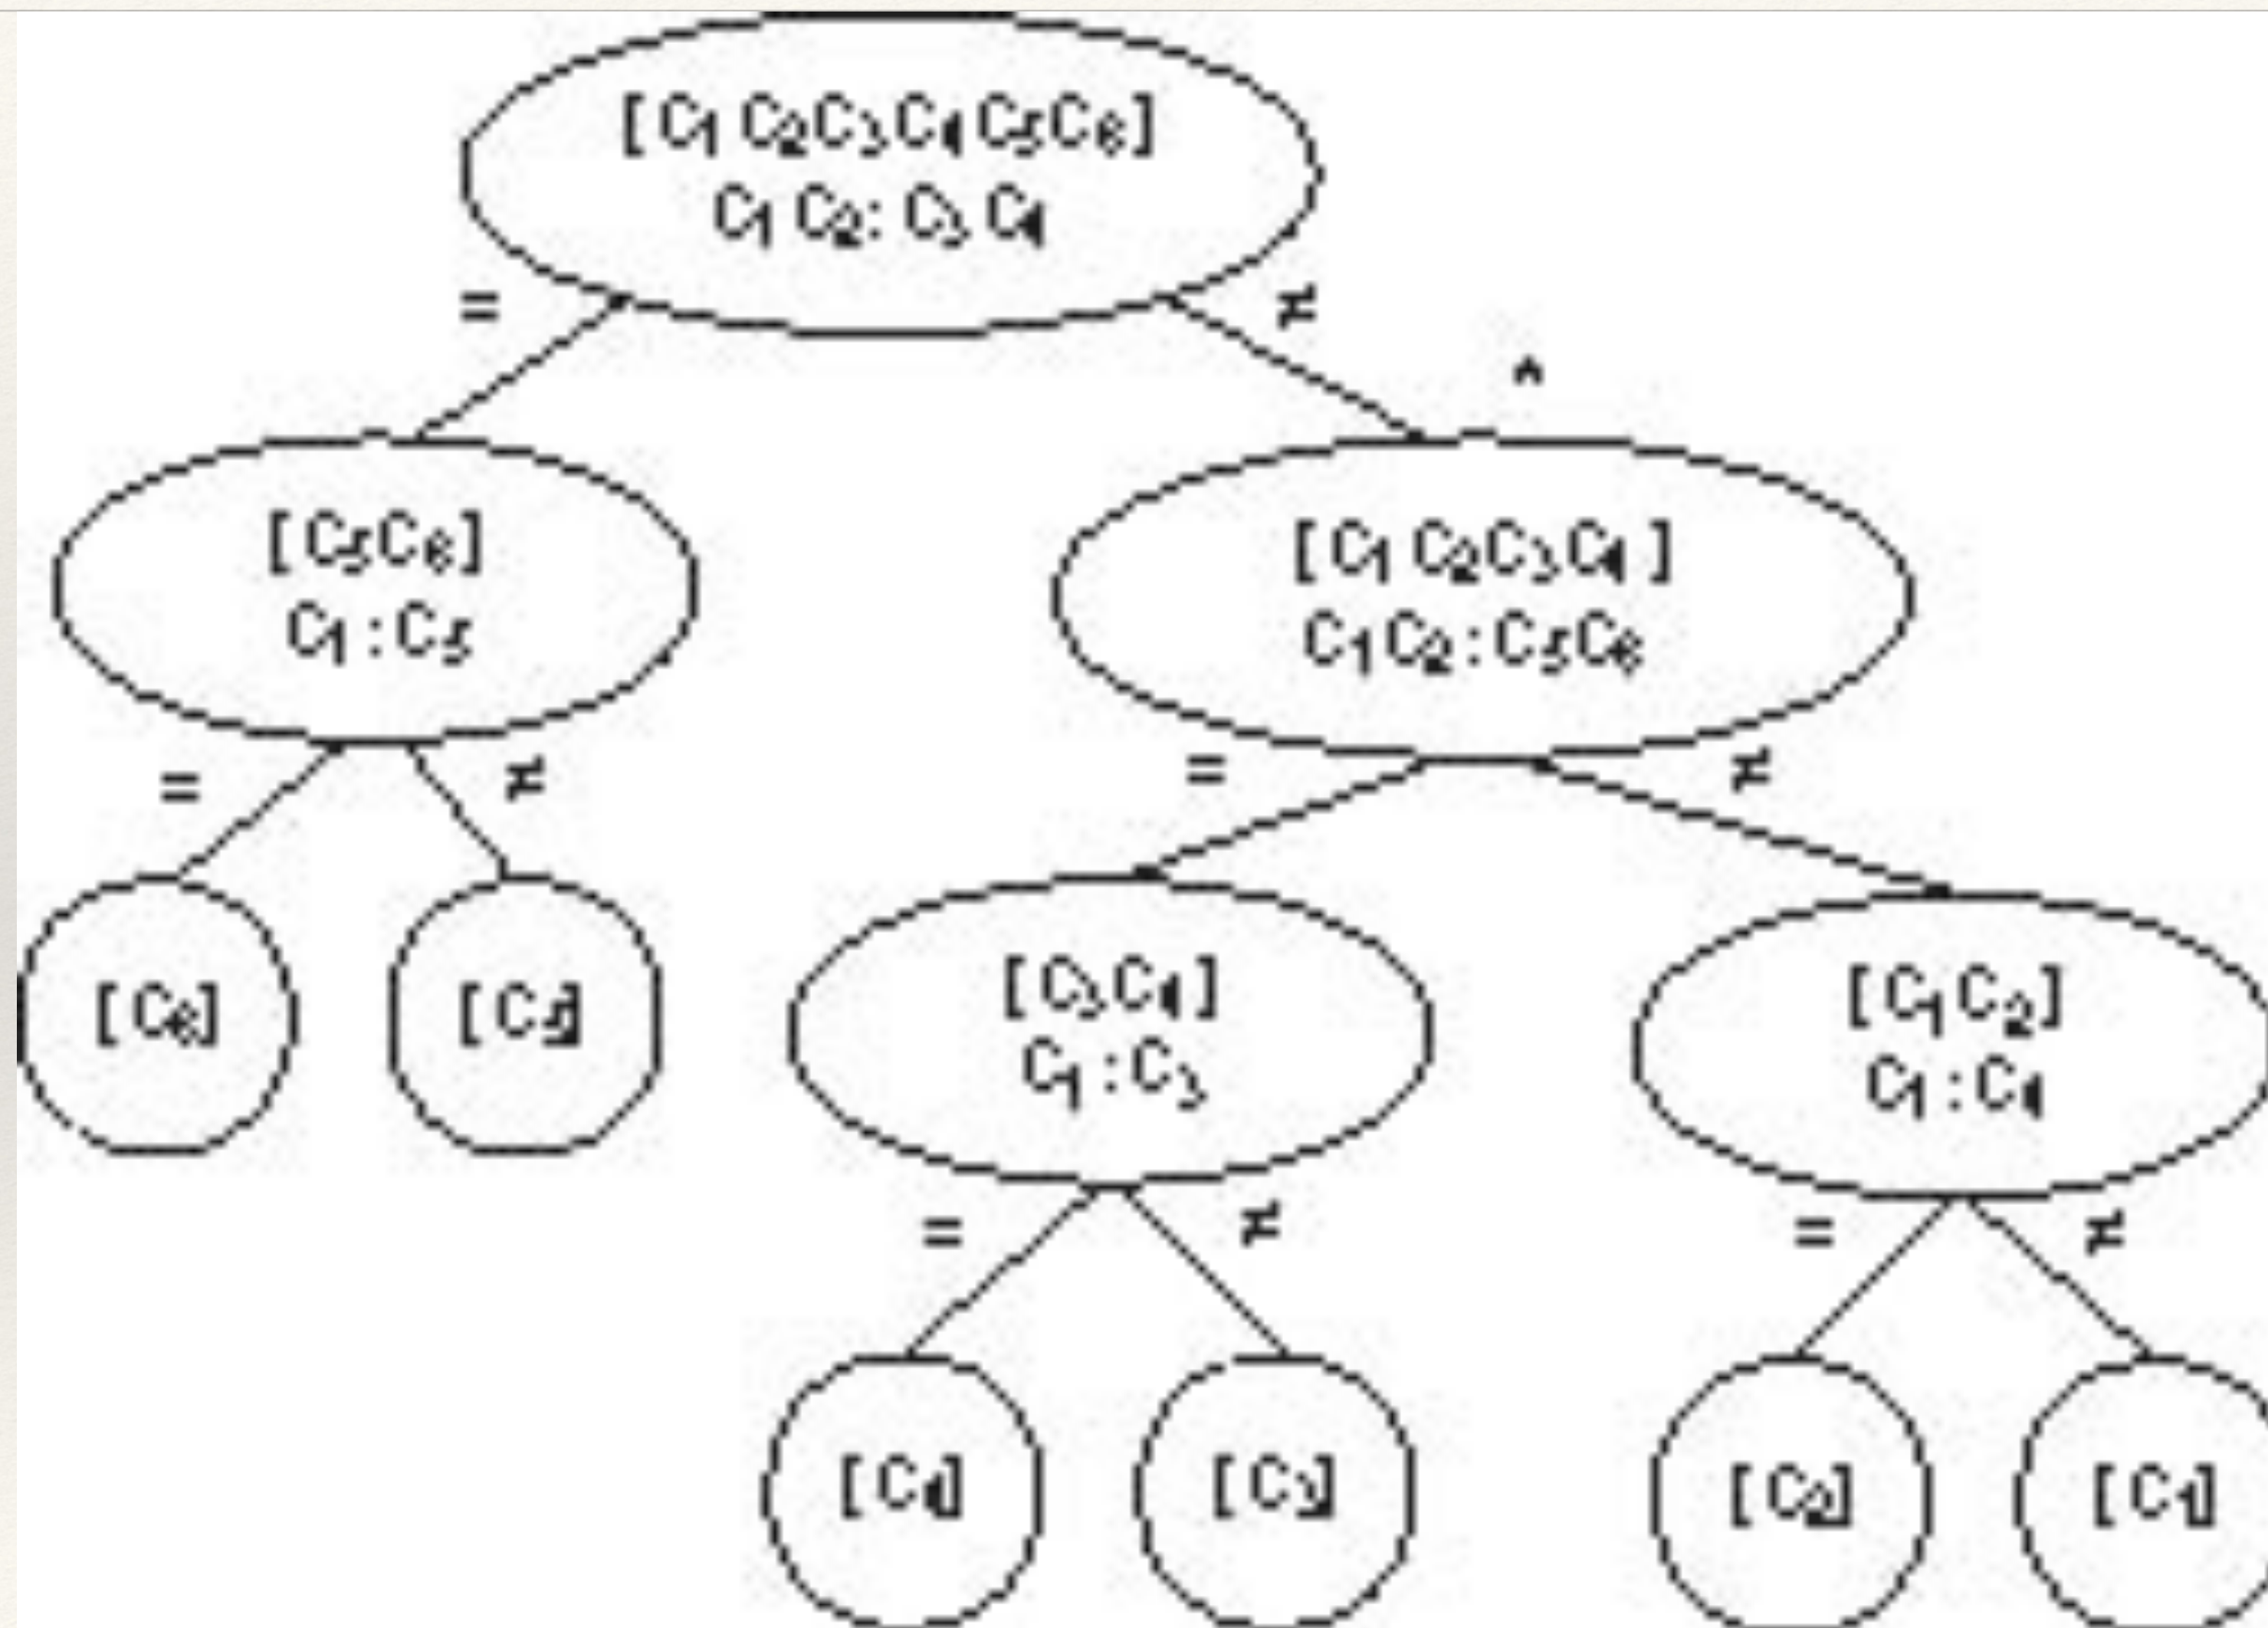 [C1 C2 C3 C4 C5 C6]
C1 C2 : C3 C4
= ≠
^
[C5 C6]
C1 : C5
[C1 C2 C3 C4]
C1 C2 : C5 C6
= ≠
= ≠
[C6]
[C5]
[C3 C4]
C1 : C3
[C1 C2]
C1 : C4
= ≠
= ≠
[C4]
[C3]
[C2]
[C1]